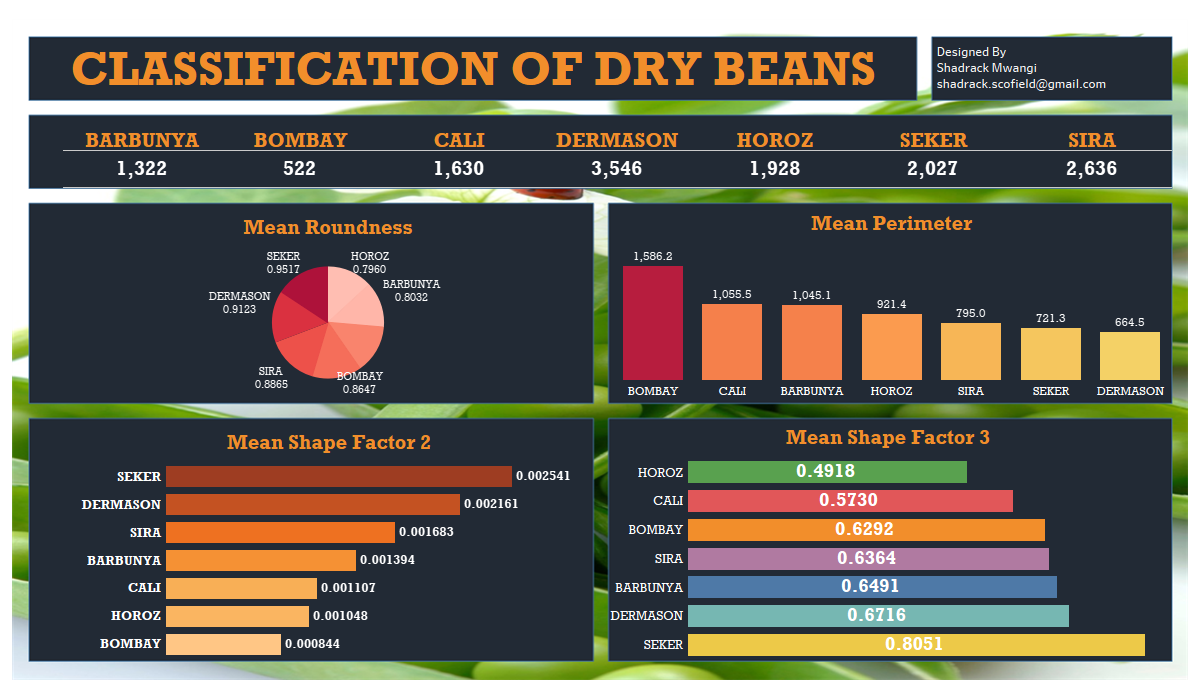 CLASSIFICATION OF DRY BEANS
Designed By
Shadrack Mwangi
shadrack.scofield@gmail.com
BARBUNYA BOMBAY CALI DERMASON HOROZ SEKER SIRA
1,322 522 1,630 3,546 1,928 2,027 2,636
Mean Roundness
SEKER
0.9517
HOROZ
0.7960
BARBUNYA
0.8032
DERMASON
0.9123
SIRA
0.8865
BOMBAY
0.8647
Mean Perimeter
1,586.2 1,055.5 1,045.1 921.4 795.0 721.3 664.5
BOMBAY CALI BARBUNYA HOROZ SIRA SEKER DERMASON
Mean Shape Factor 2
SEKER 0.002541
DERMASON 0.002161
SIRA 0.001683
BARBUNYA 0.001394
CALI 0.001107
HOROZ 0.001048
BOMBAY 0.000844
Mean Shape Factor 3
HOROZ 0.4918
CALI 0.5730
BOMBAY 0.6292
SIRA 0.6364
BARBUNYA 0.6491
DERMASON 0.6716
SEKER 0.8051